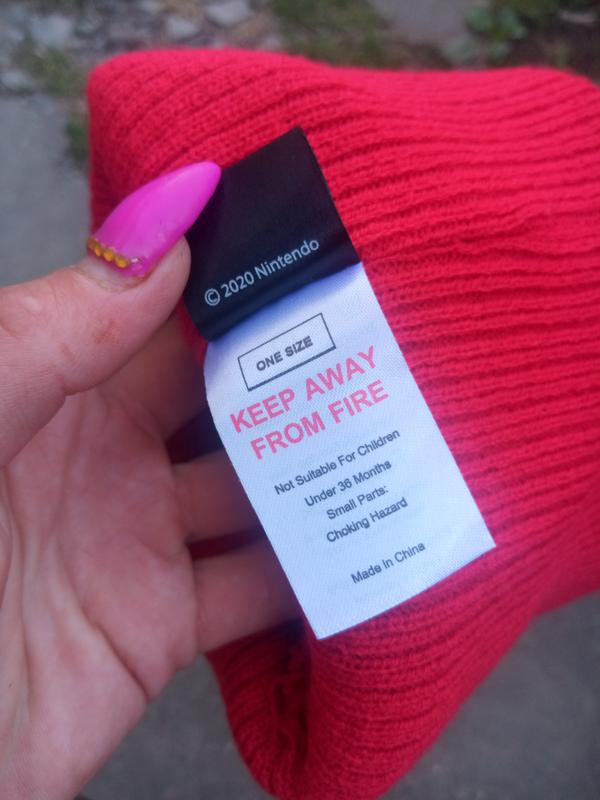 © 2020 Nintendo
ONE SIZE
KEEP AWAY
FROM FIRE
Not Suitable For Children
Under 36 Months
Small Parts:
Choking Hazard
Made in China